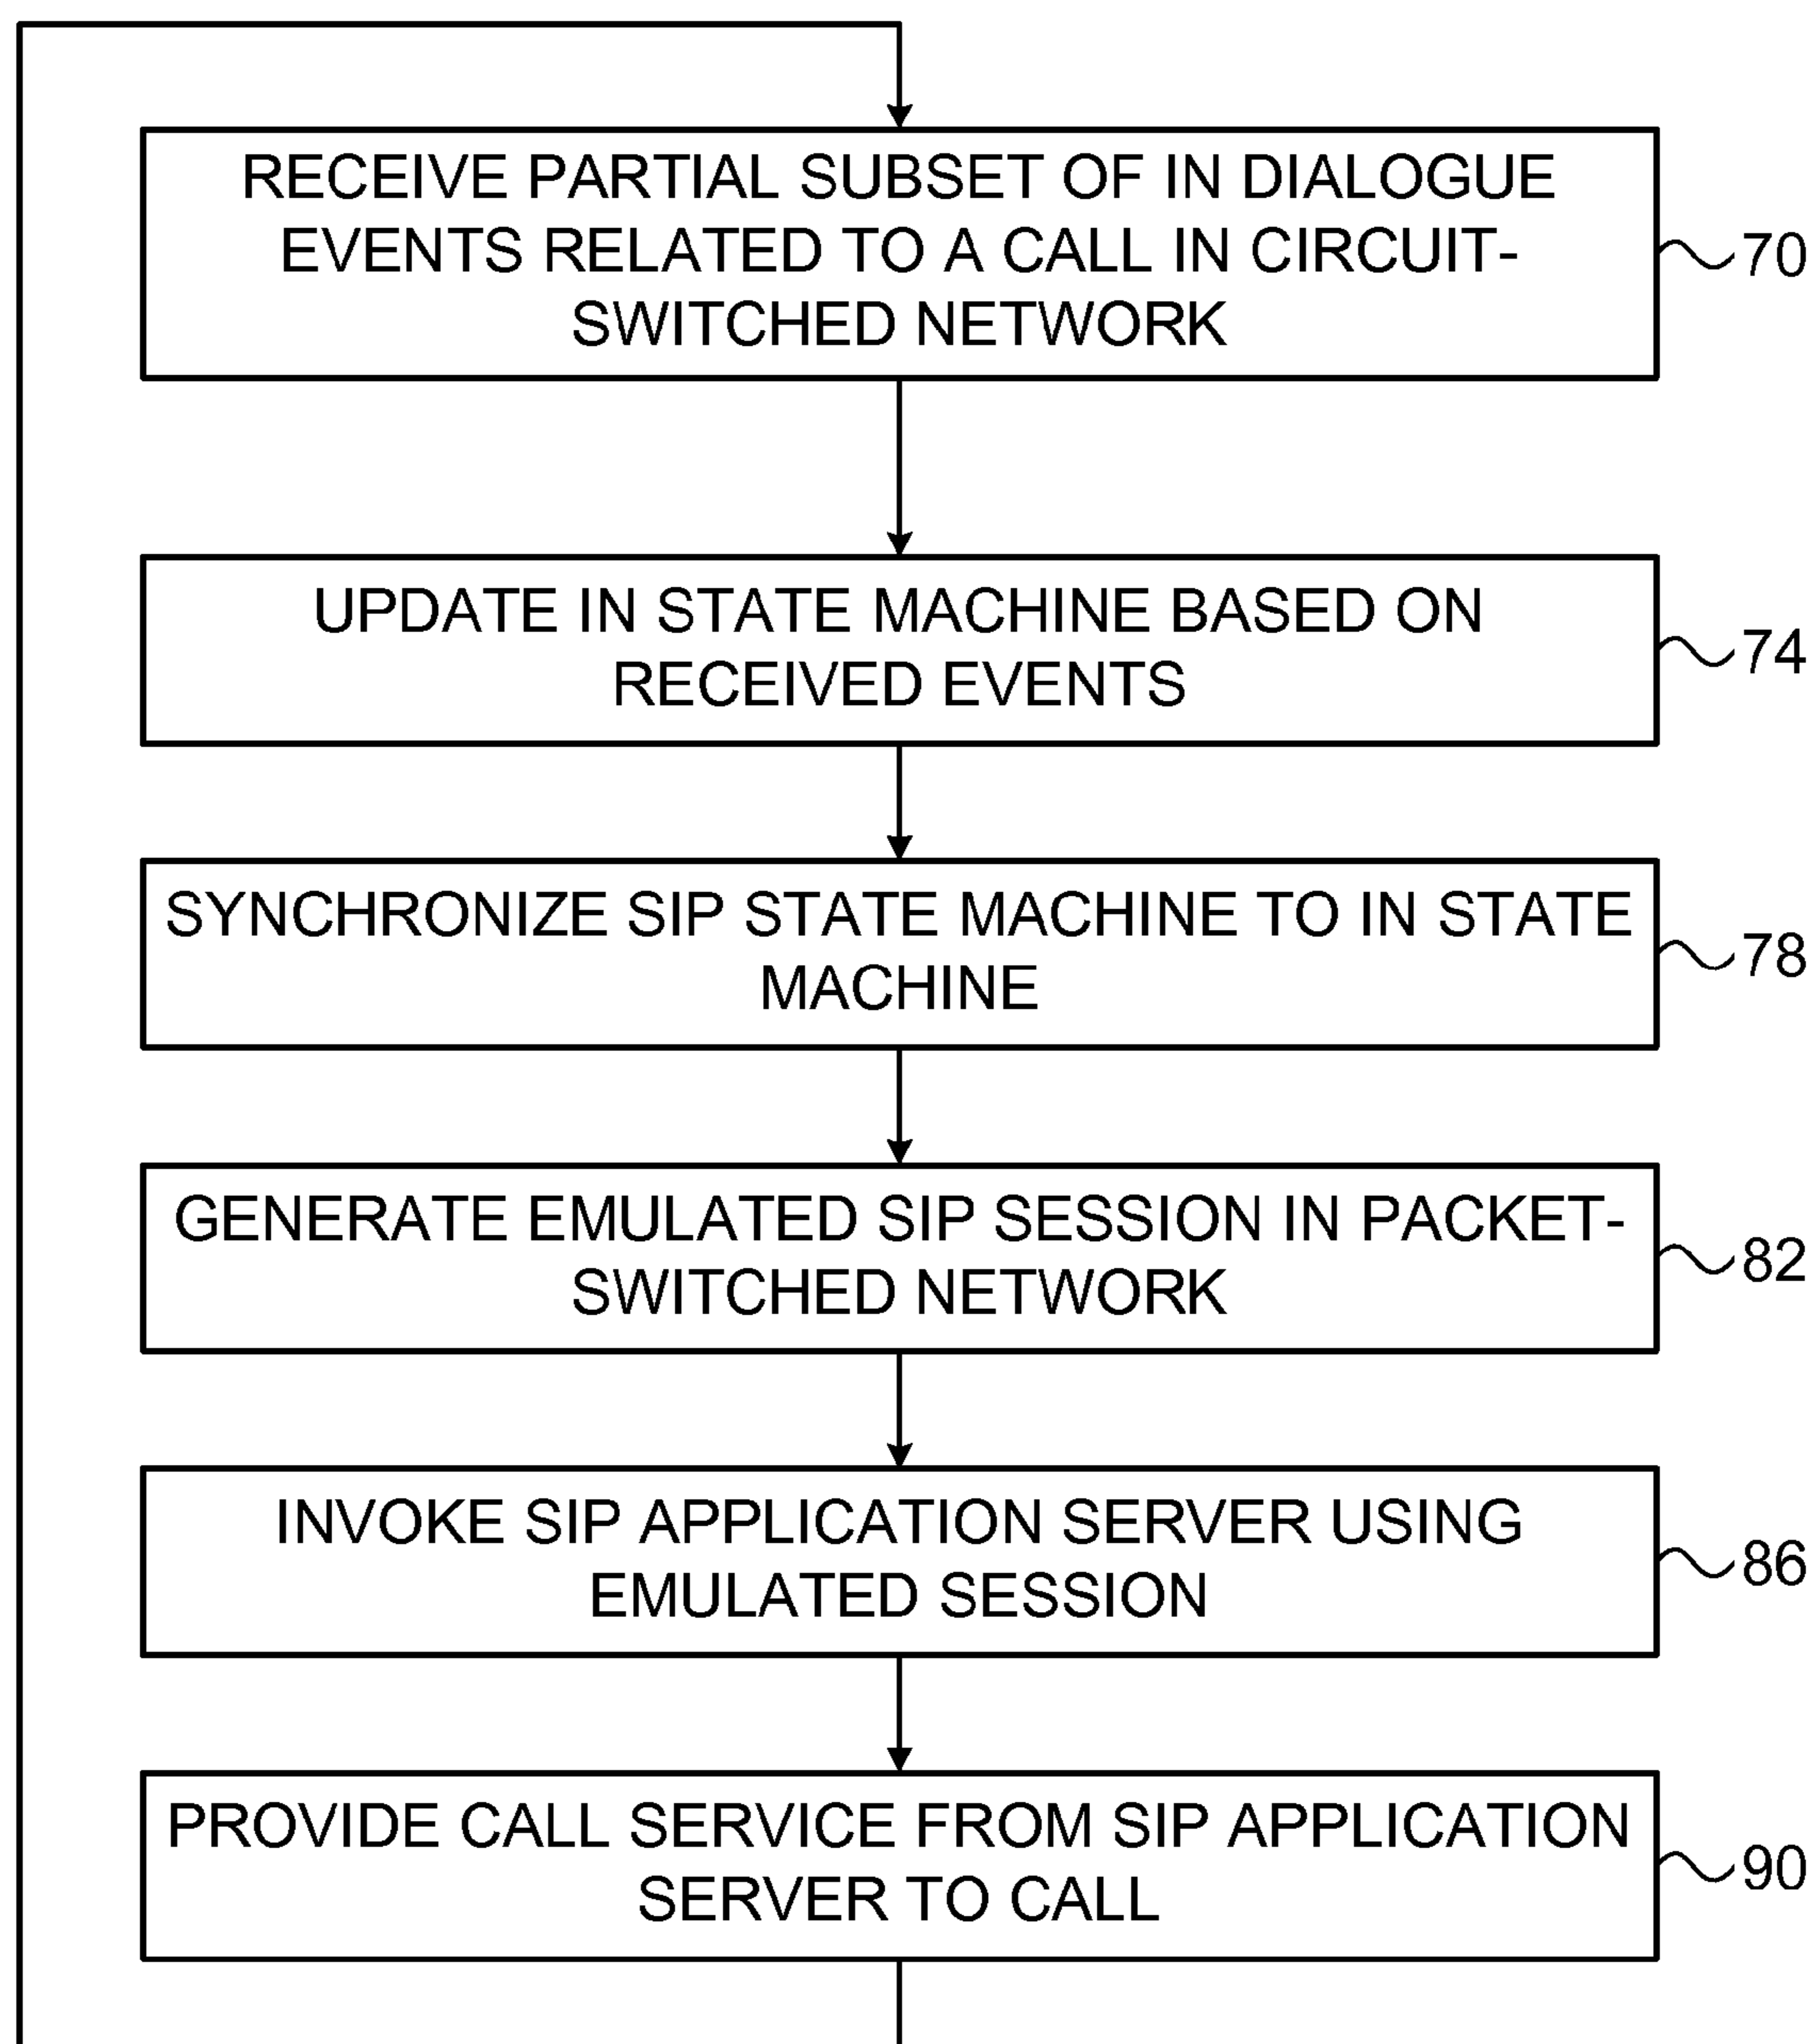 RECEIVE PARTIAL SUBSET OF IN DIALOGUE
EVENTS RELATED TO A CALL IN CIRCUIT-
SWITCHED NETWORK
70
UPDATE IN STATE MACHINE BASED ON
RECEIVED EVENTS
74
SYNCHRONIZE SIP STATE MACHINE TO IN STATE
MACHINE
78
GENERATE EMULATED SIP SESSION IN PACKET-
SWITCHED NETWORK
82
INVOKE SIP APPLICATION SERVER USING
EMULATED SESSION
86
PROVIDE CALL SERVICE FROM SIP APPLICATION
SERVER TO CALL
90